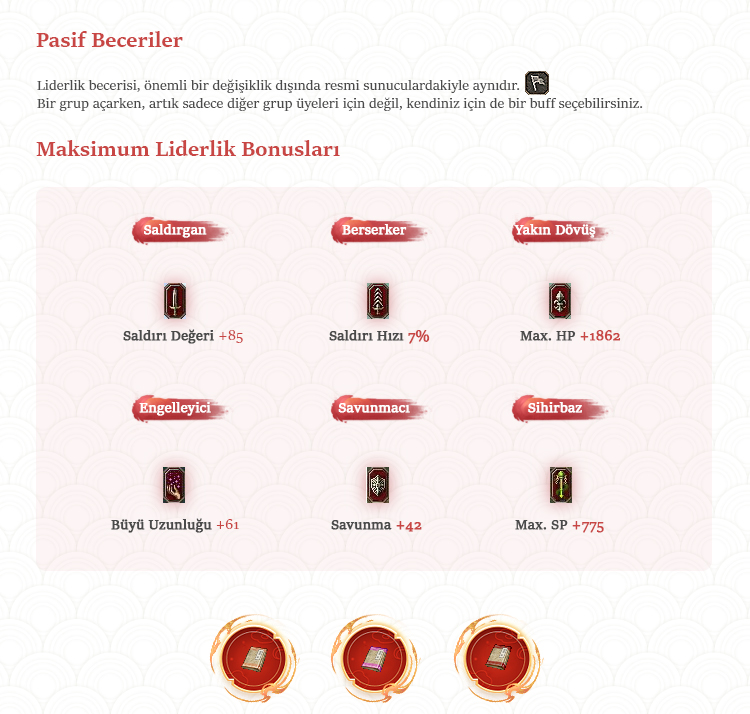 Pasif Beceriler
Liderlik becerisi, önemli bir değişiklik dışında resmi sunuculardakiyle aynıdır.
Bir grup açarken, artık sadece diğer grup üyeleri için değil, kendiniz için de bir buff seçebilirsiniz.
Maksimum Liderlik Bonusları
Saldırgan
Berserker
Yakın Dövüş
Saldırı Değeri +85
Saldırı Hızı 7%
Max. HP +1862
Engelleyici
Savunmacı
Sihirbaz
Büyü Uzunluğu +61
Savunma +42
Max. SP +775